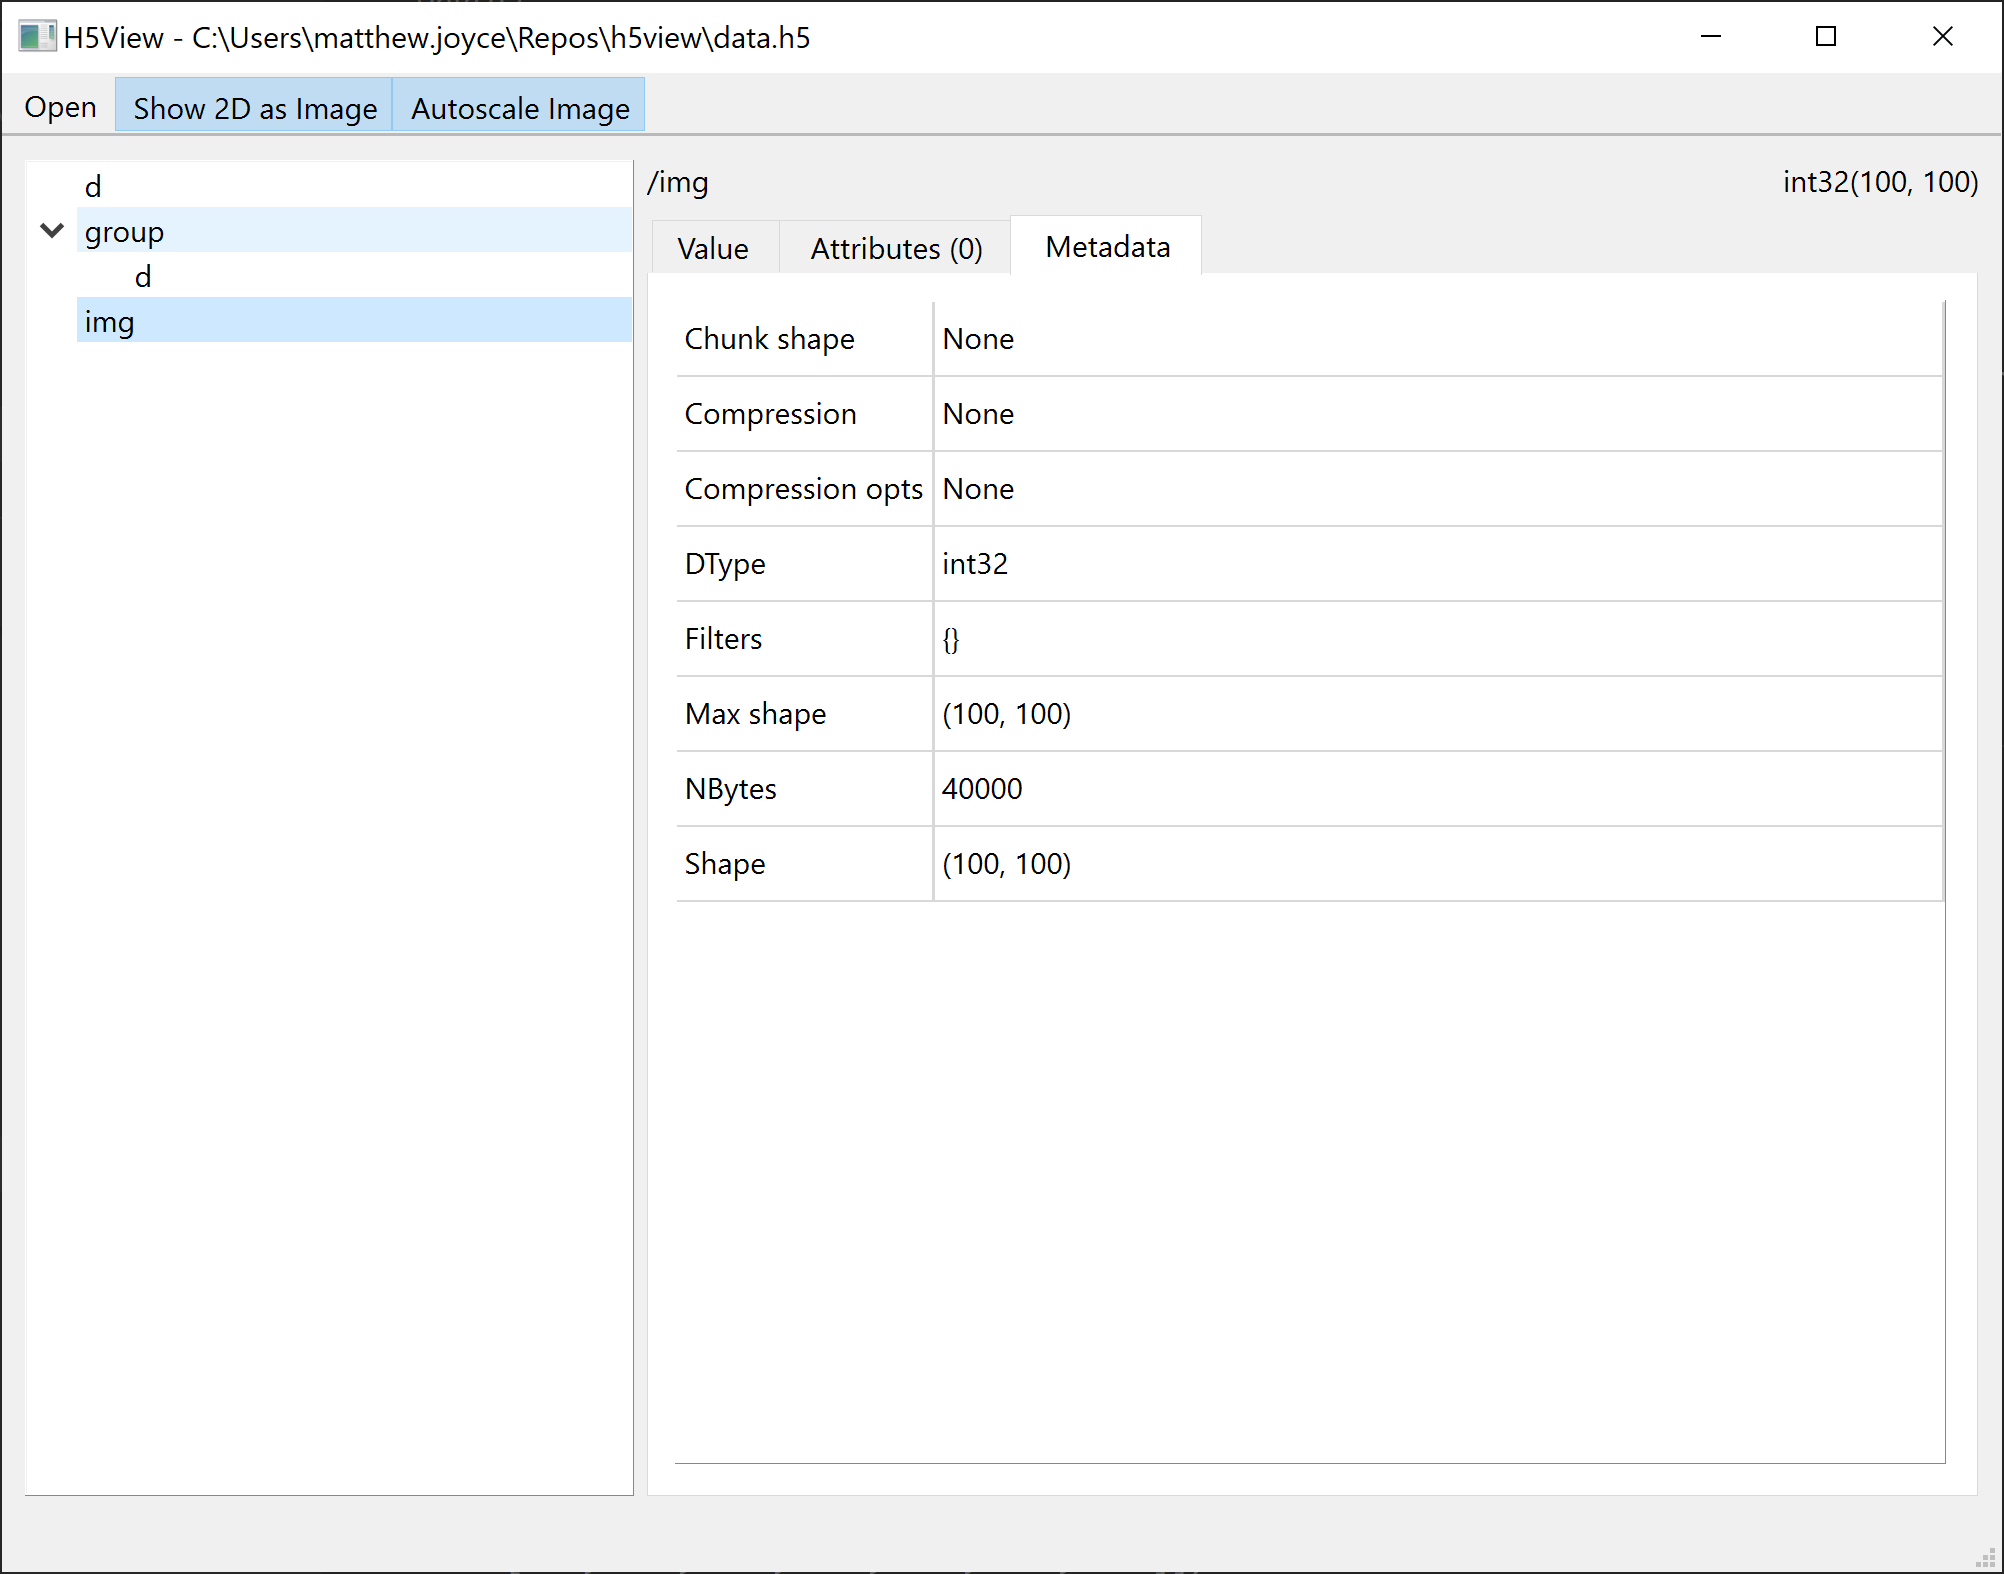 H5View - C:\Users\matthew.joyce\Repos\h5view\data.h5
Open Show 2D as Image Autoscale Image
d
group
d
img
/img int32(100, 100)
Value Attributes (0) Metadata
Chunk shape None
Compression None
Compression opts None
DType int32
Filters {}
Max shape (100, 100)
NBytes 40000
Shape (100, 100)